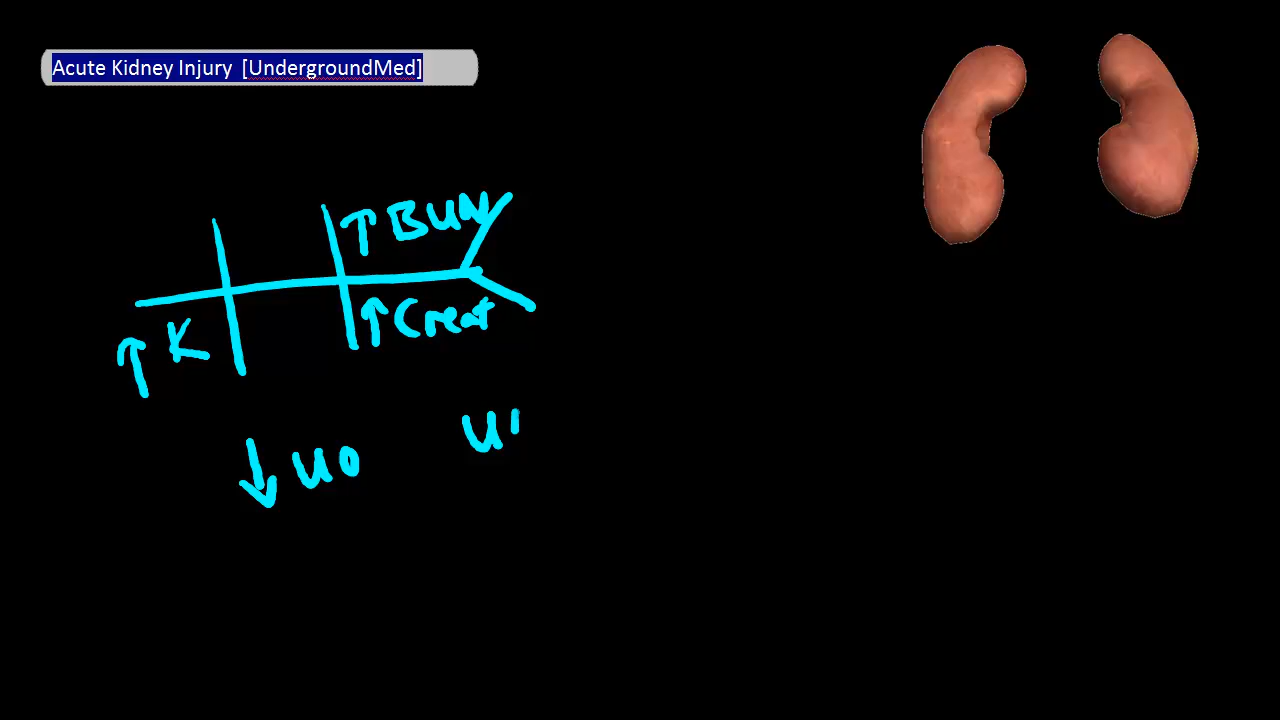 Acute Kidney Injury [UndergroundMed]
↑ BUN
↑ K ↑ Creat
↓ UO